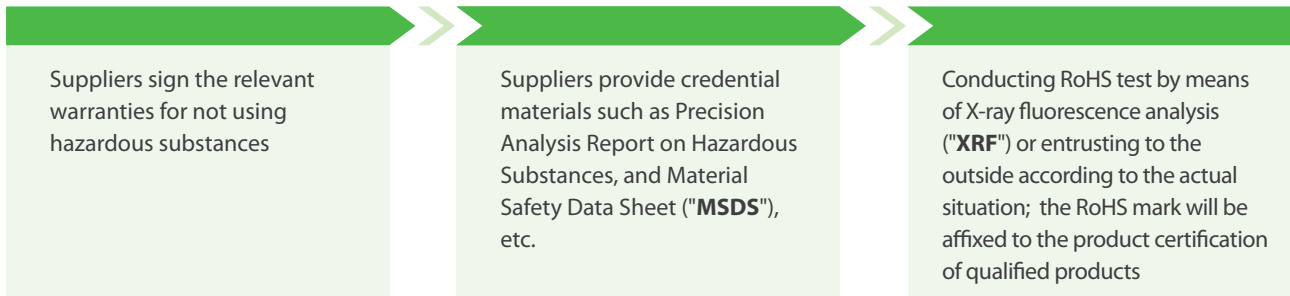 Suppliers sign the relevant
warranties for not using
hazardous substances
Suppliers provide credential
materials such as Precision
Analysis Report on Hazardous
Substances, and Material
Safety Data Sheet ("MSDS"),
etc.
Conducting RoHS test by means
of X-ray fluorescence analysis
("XRF") or entrusting to the
outside according to the actual
situation; the RoHS mark will be
affixed to the product certification
of qualified products